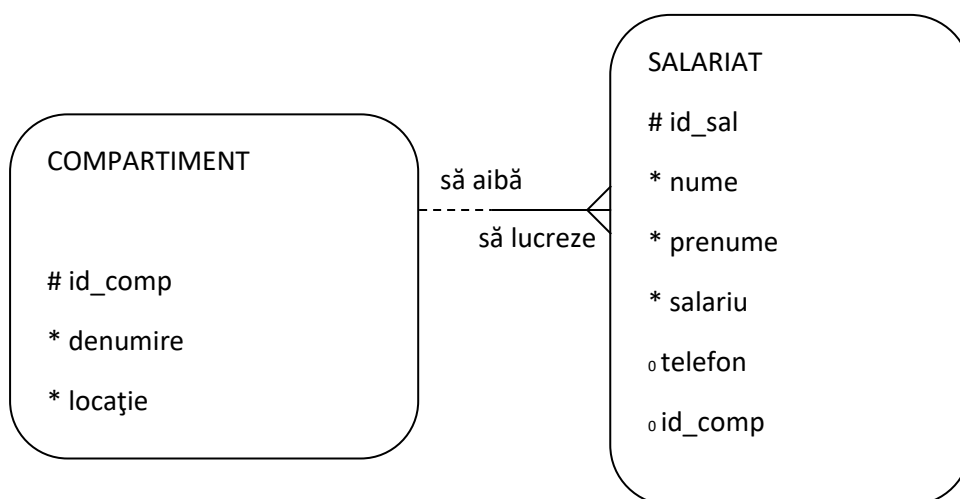 COMPARTIMENT
# id_comp
* denumire
* locaţie
să aibă
să lucreze
SALARIAT
# id_sal
* nume
* prenume
* salariu
o telefon
o id_comp